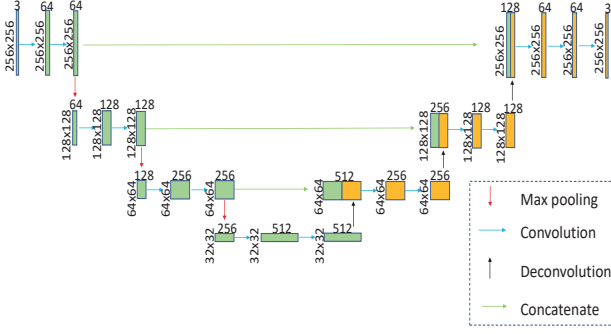 3 64 64 128 64 64 3
256x256 256x256 256x256 256x256 256x256 256x256 256x256
64 128 128 256 128 128
128x128 128x128 128x128 128x128 128x128 128x128
128 256 256 512 256 256
64x64 64x64 64x64 64x64 64x64 64x64
256 512 512
32x32 32x32 32x32
Max pooling
Convolution
Deconvolution
Concatenate